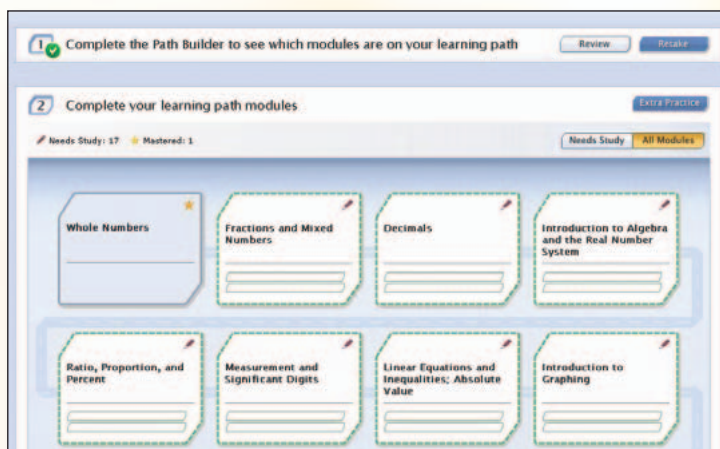 1 Complete the Path Builder to see which modules are on your learning path Review Retake
2 Complete your learning path modules Extra Practice
Needs Study: 17 Mastered: 1 Needs Study All Modules
Whole Numbers
Fractions and Mixed
Numbers
Decimals
Introduction to Algebra
and the Real Number
System
Ratio, Proportion, and
Percent
Measurement and
Significant Digits
Linear Equations and
Inequalities; Absolute
Value
Introduction to
Graphing